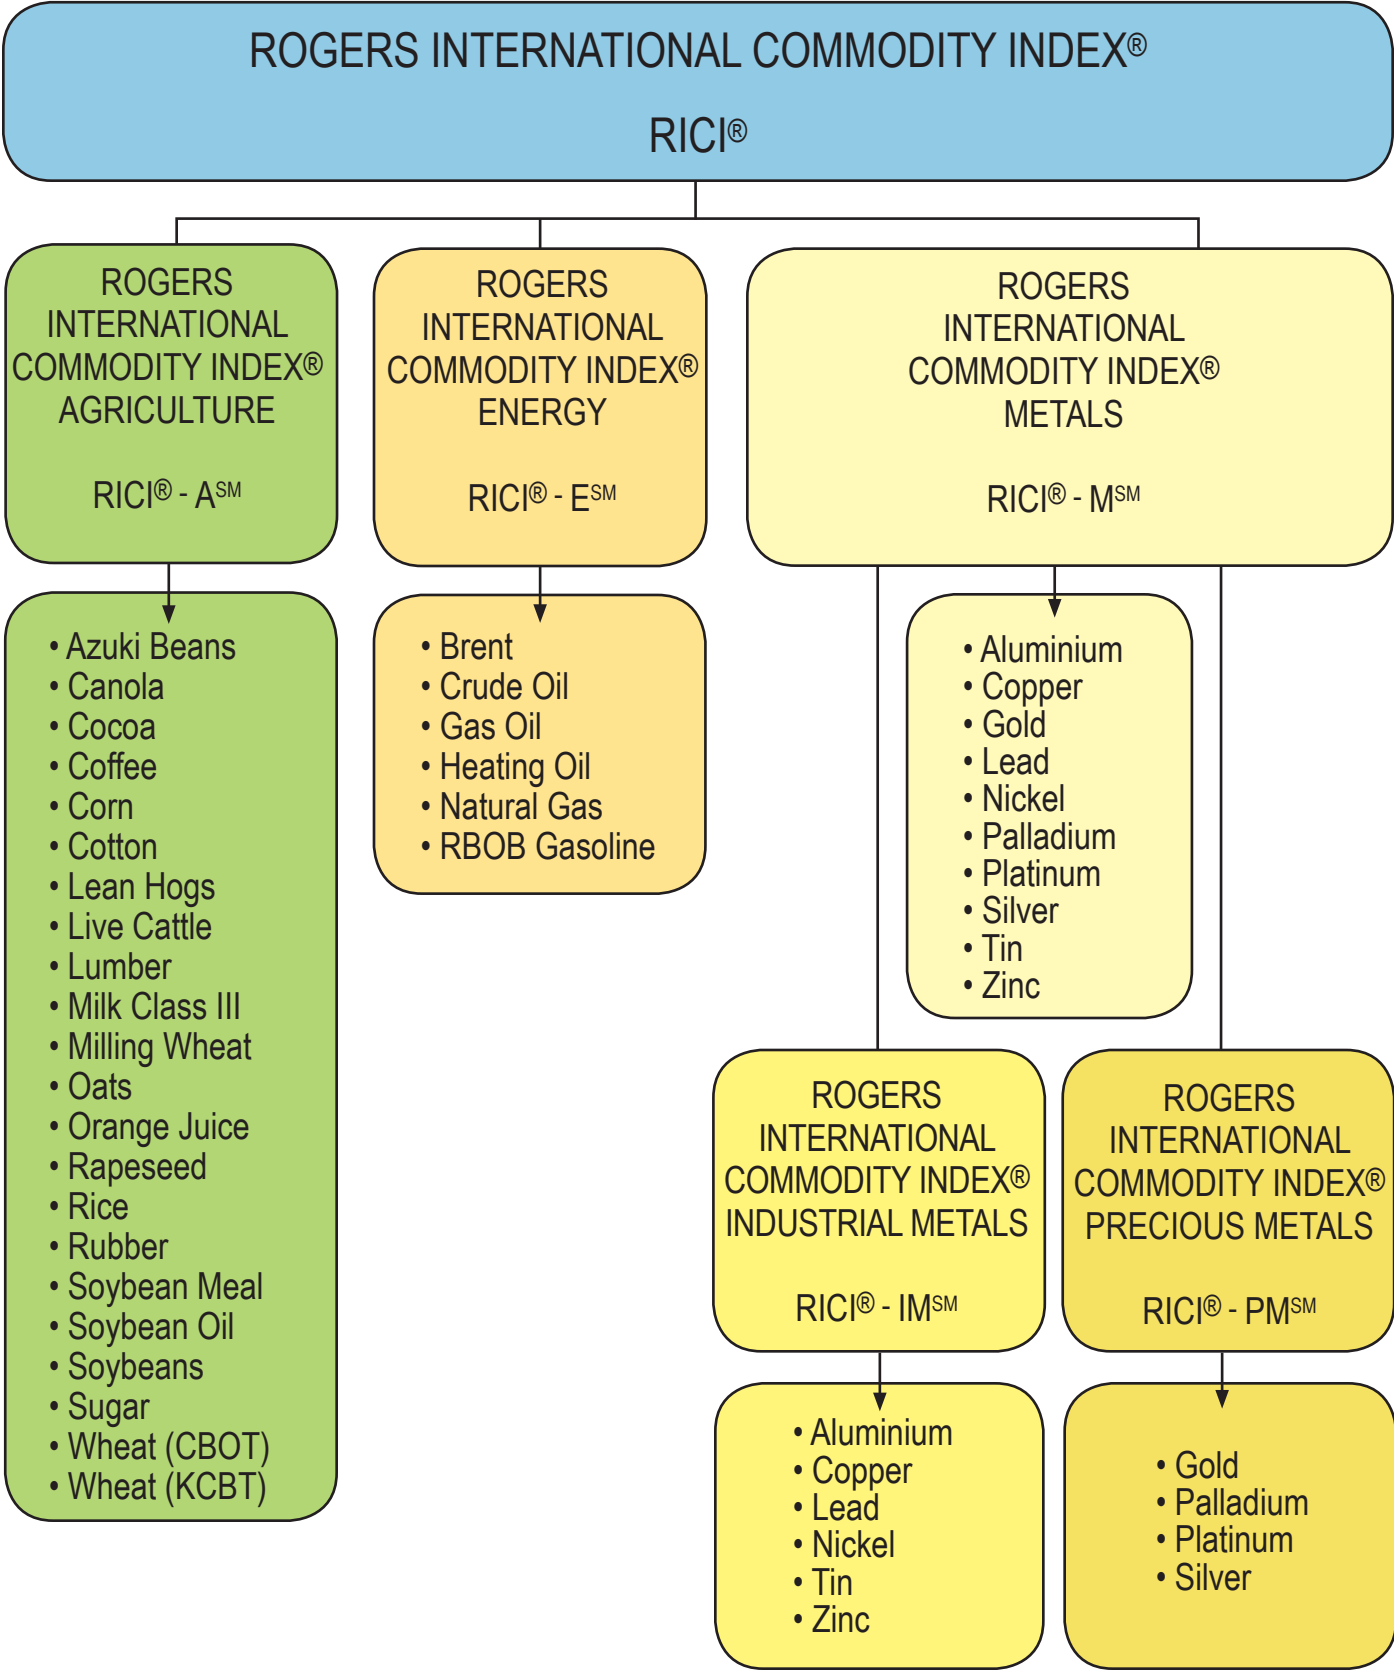 ROGERS INTERNATIONAL COMMODITY INDEX®
RICI®
ROGERS
INTERNATIONAL
COMMODITY INDEX®
AGRICULTURE
RICI® - ASM
• Azuki Beans
• Canola
• Cocoa
• Coffee
• Corn
• Cotton
• Lean Hogs
• Live Cattle
• Lumber
• Milk Class III
• Milling Wheat
• Oats
• Orange Juice
• Rapeseed
• Rice
• Rubber
• Soybean Meal
• Soybean Oil
• Soybeans
• Sugar
• Wheat (CBOT)
• Wheat (KCBT)
ROGERS
INTERNATIONAL
COMMODITY INDEX®
ENERGY
RICI® - ESM
• Brent
• Crude Oil
• Gas Oil
• Heating Oil
• Natural Gas
• RBOB Gasoline
ROGERS
INTERNATIONAL
COMMODITY INDEX®
METALS
RICI® - MSM
• Aluminium
• Copper
• Gold
• Lead
• Nickel
• Palladium
• Platinum
• Silver
• Tin
• Zinc
ROGERS
INTERNATIONAL
COMMODITY INDEX®
INDUSTRIAL METALS
RICI® - IMSM
• Aluminium
• Copper
• Lead
• Nickel
• Tin
• Zinc
ROGERS
INTERNATIONAL
COMMODITY INDEX®
PRECIOUS METALS
RICI® - PMSM
• Gold
• Palladium
• Platinum
• Silver